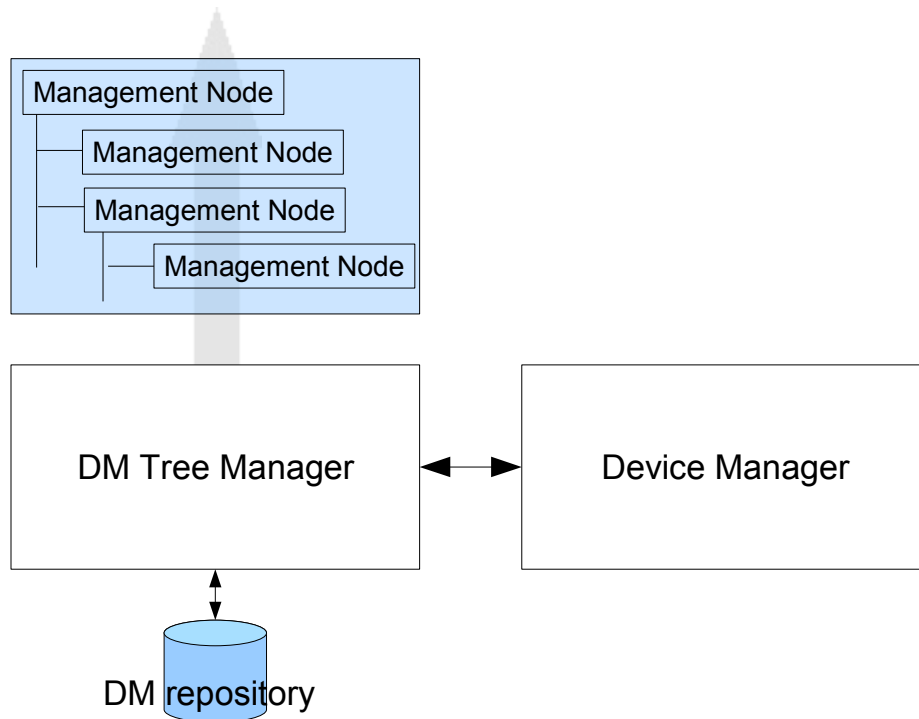 Management Node
Management Node
Management Node
Management Node
DM Tree Manager
Device Manager
DM repository